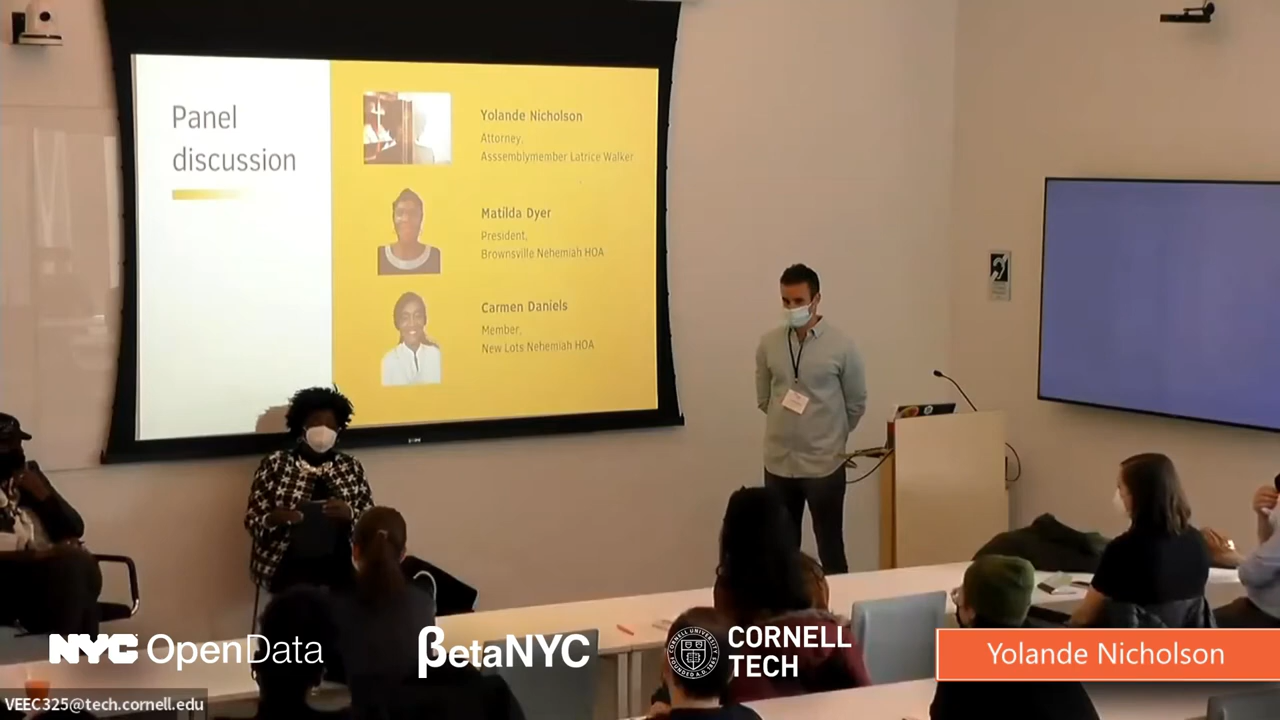 Panel
discussion
Yolande Nicholson
Attorney,
Asssemblymember Latrice Walker
Matilda Dyer
President,
Brownsville Nehemiah HOA
Carmen Daniels
Member,
New Lots Nehemiah HOA
NYC OpenData
βetaNYC
CORNELL
TECH
Yolande Nicholson
VEEC325@tech.cornell.edu